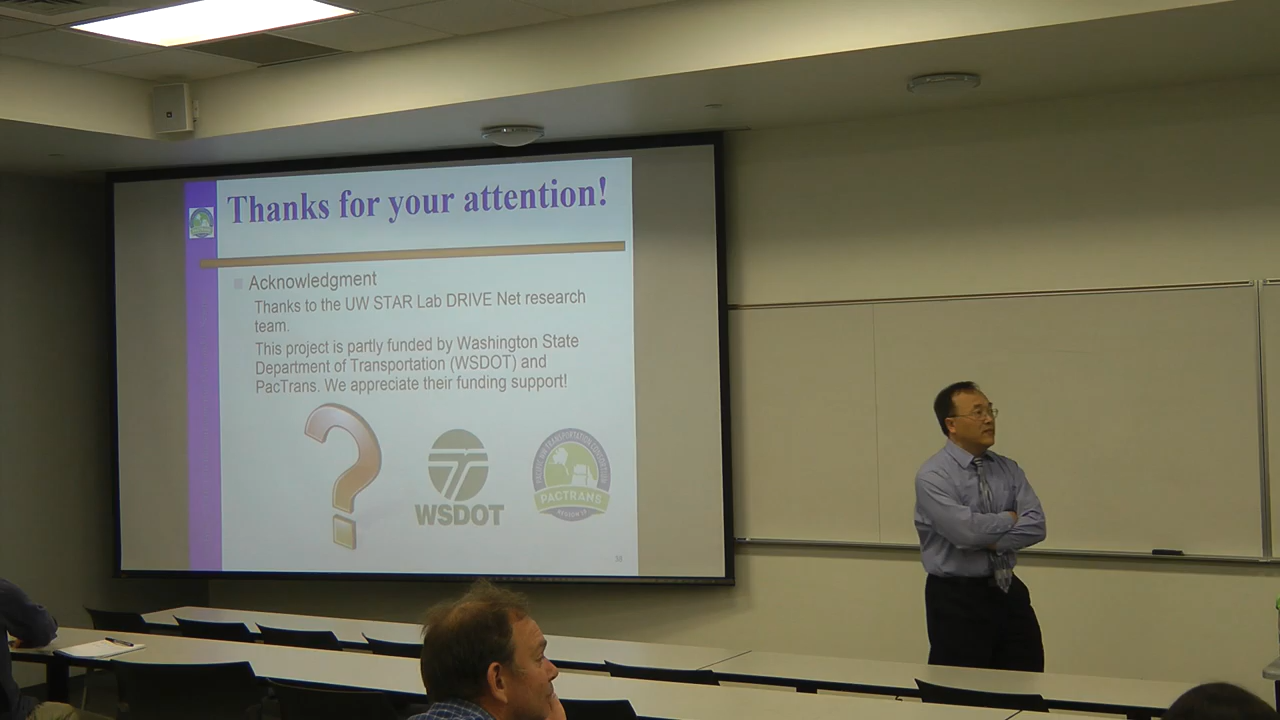 Thanks for your attention!
Acknowledgment
Thanks to the UW STAR Lab DRIVE Net research
team.
This project is partly funded by Washington State
Department of Transportation (WSDOT) and
PacTrans. We appreciate their funding support!
WSDOT
PACTRANS